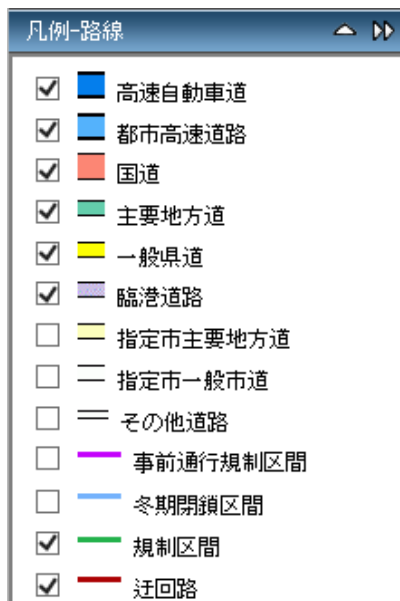 凡例-路線
高速自動車道
都市高速道路
国道
主要地方道
一般県道
臨港道路
指定市主要地方道
指定市一般市道
その他道路
事前通行規制区間
冬期閉鎖区間
規制区間
迂回路